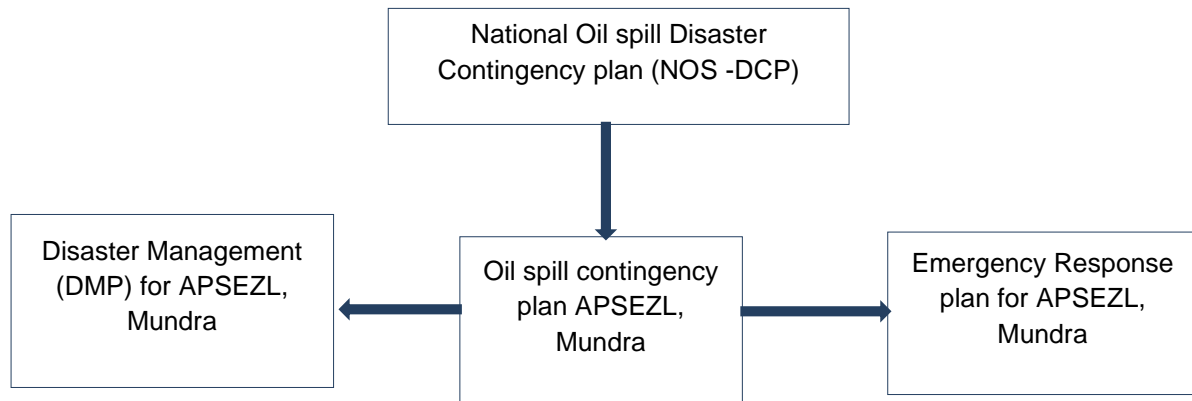 National Oil spill Disaster
Contingency plan (NOS -DCP)
Disaster Management
(DMP) for APSEZL,
Mundra
Oil spill contingency
plan APSEZL,
Mundra
Emergency Response
plan for APSEZL,
Mundra